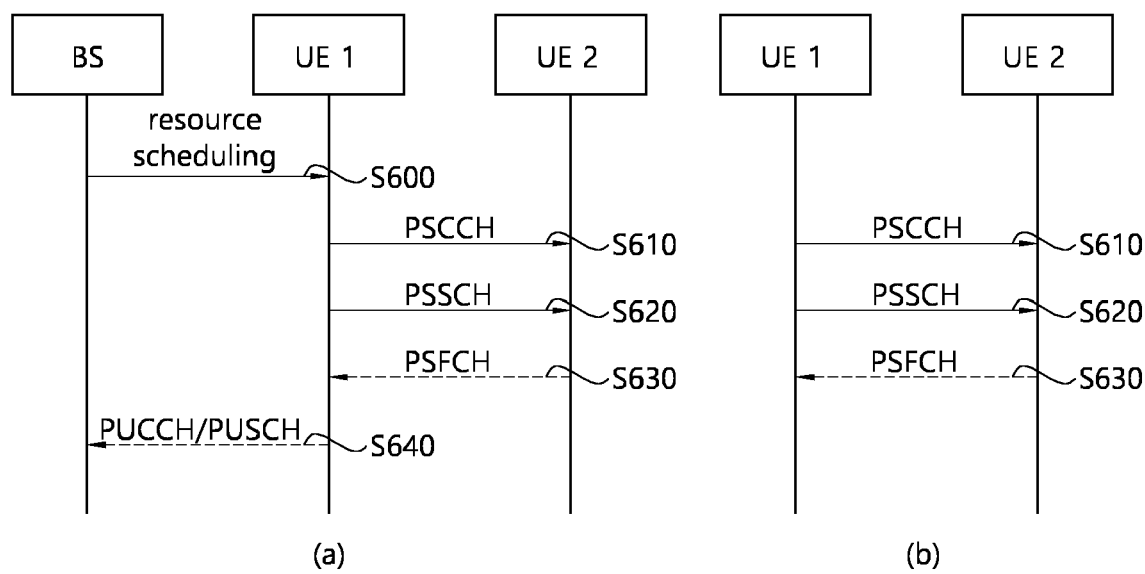 BS
UE 1
UE 2
UE 1
UE 2
resource
scheduling
S600
PSCCH
S610
PSCCH
S610
PSSCH
S620
PSSCH
S620
PSFCH
S630
PSFCH
S630
PUCCH/PUSCH
S640
(a)
(b)